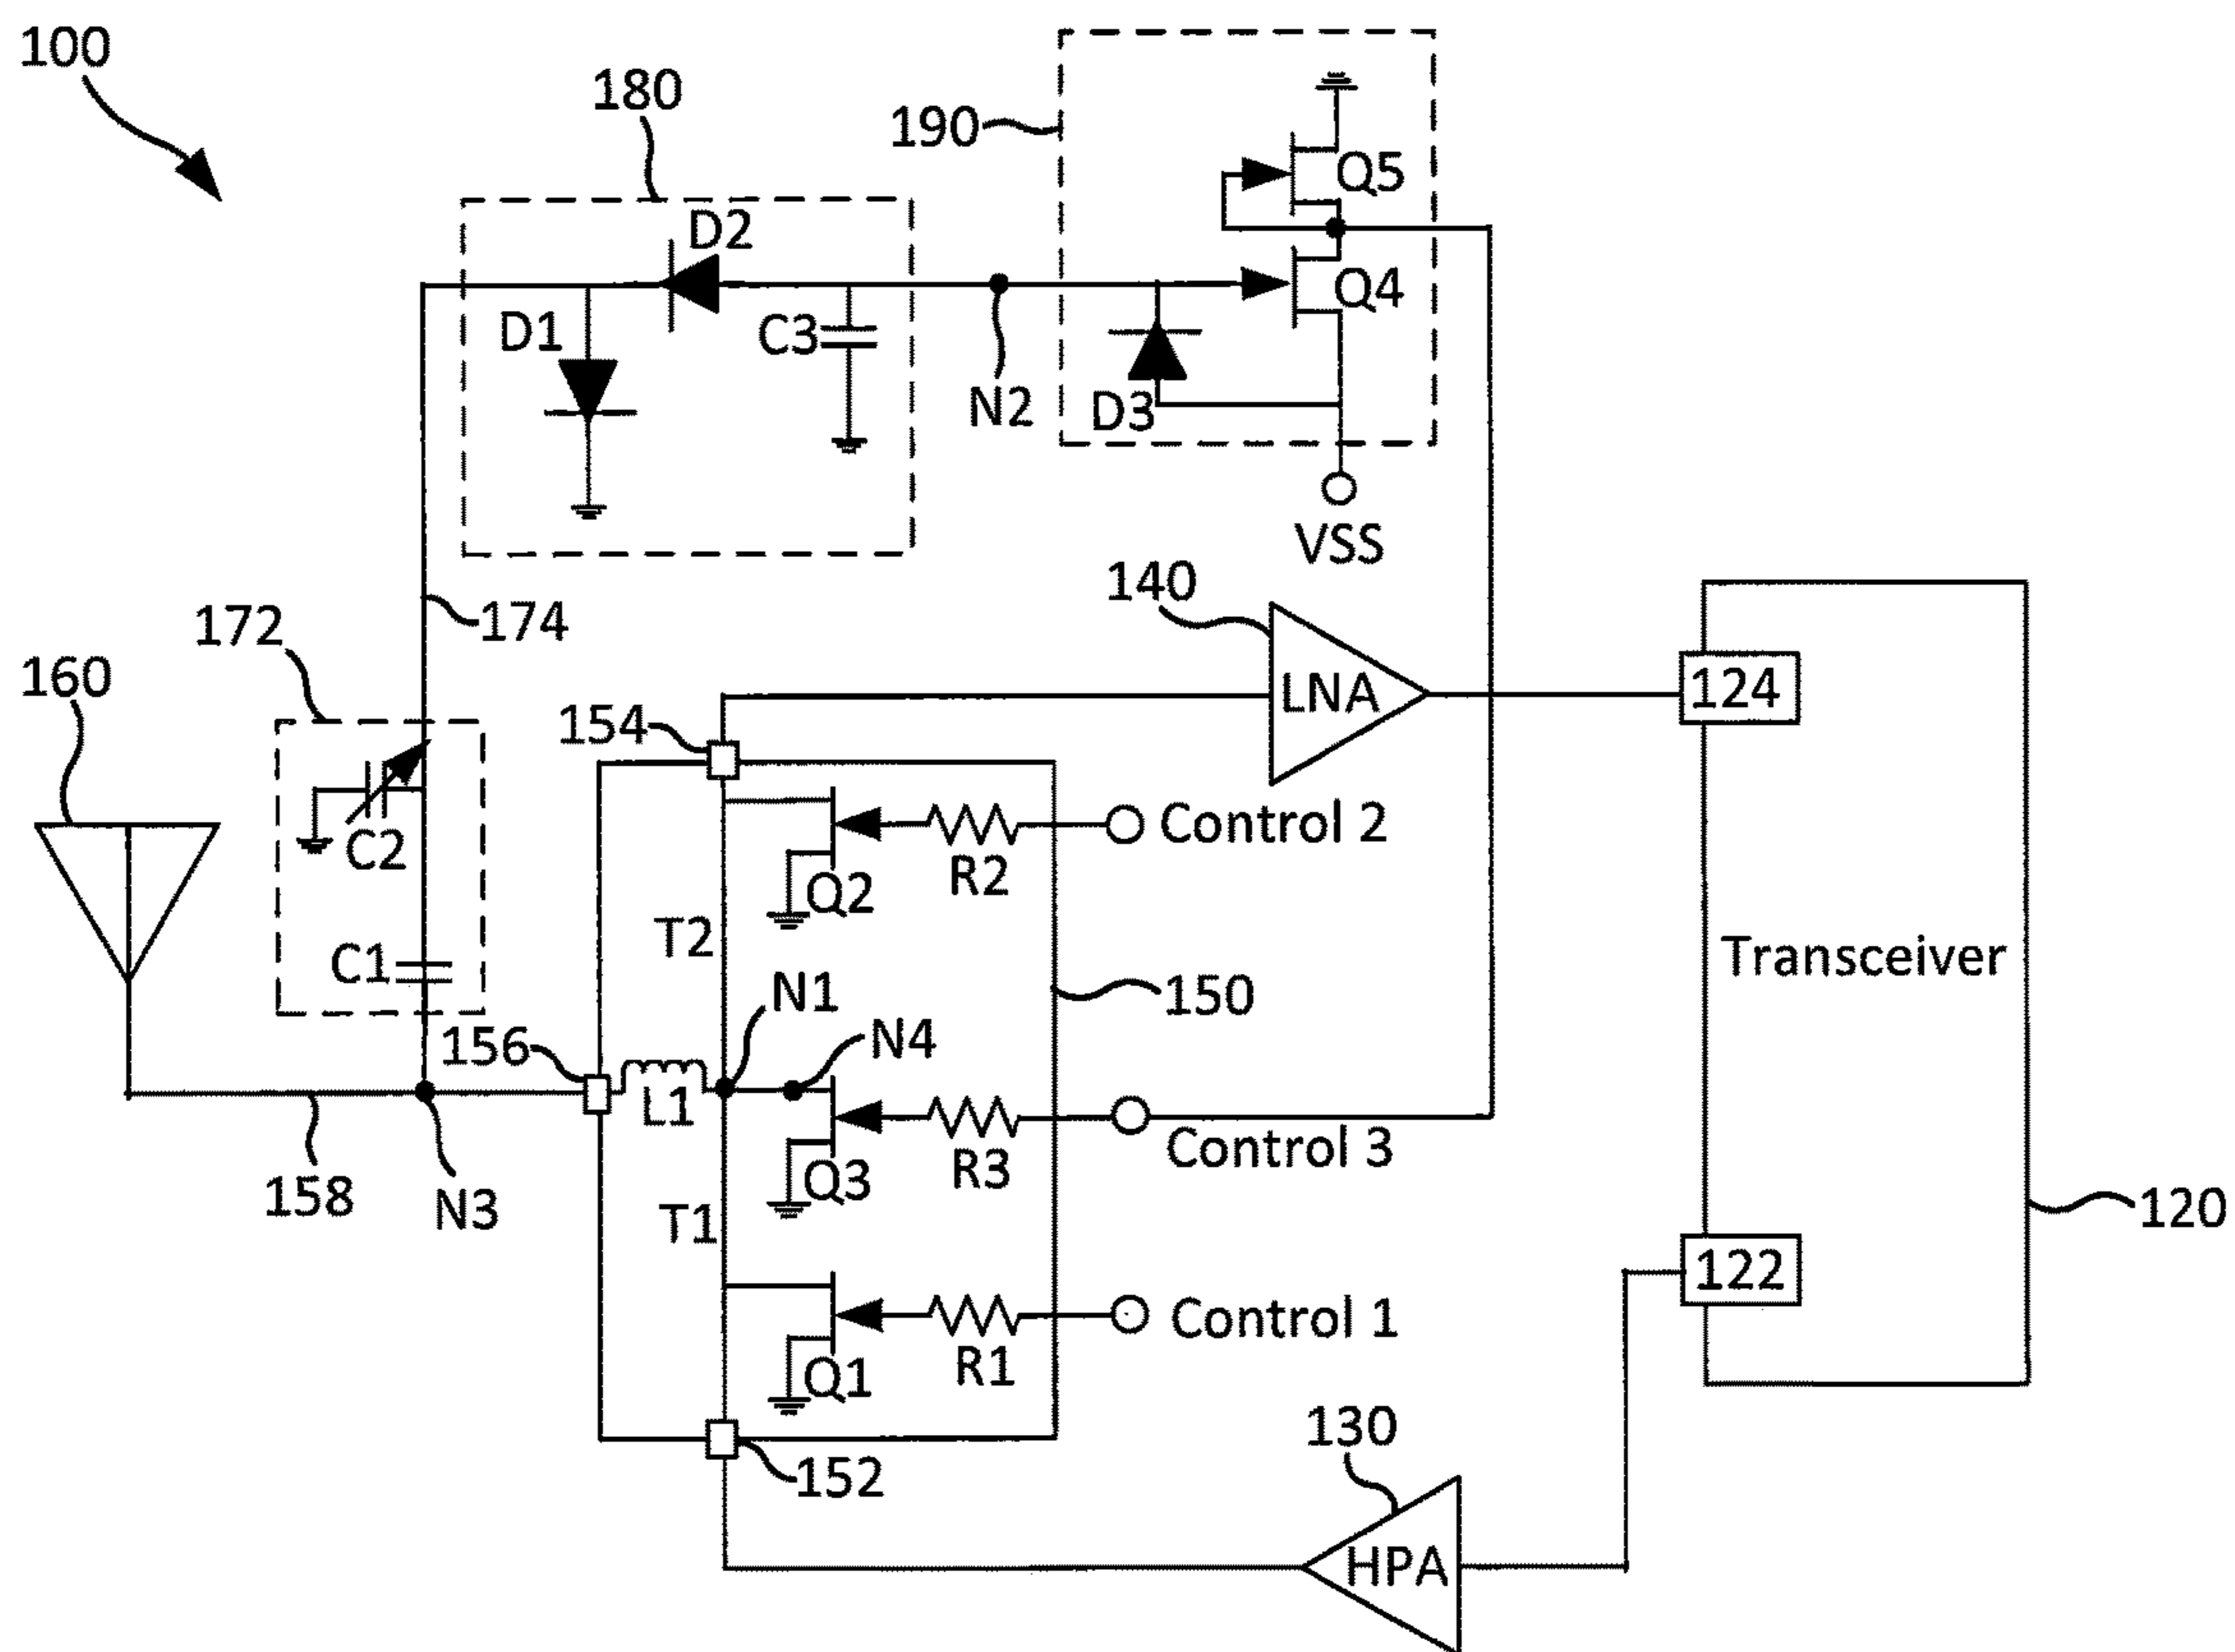 100
180
190
Q5
D2
D1
C3
Q4
N2
D3
VSS
140
174
172
160
LNA
124
154
Control 2
C2
R2
Q2
T2
Transceiver
C1
N1
150
156
N4
L1
Control 3
158
N3
Q3
R3
T1
120
122
Control 1
Q1
R1
130
152
HPA